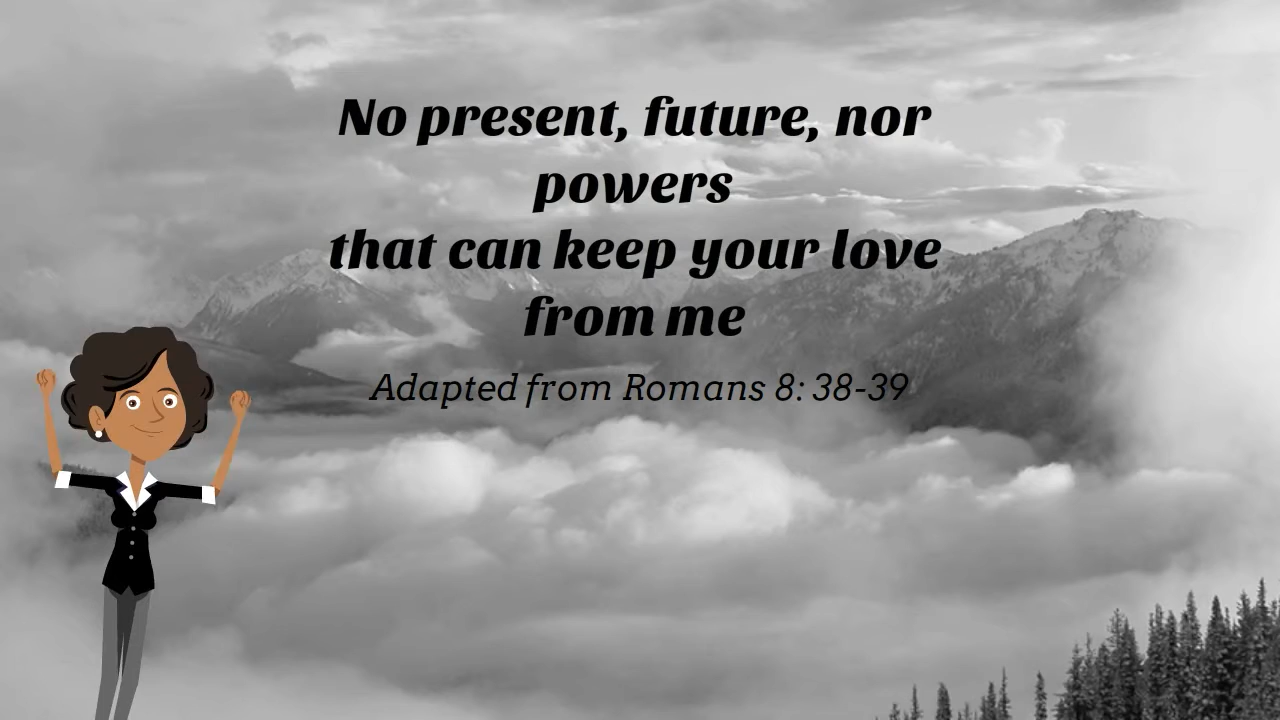 No present, future, nor
powers
that can keep your love
from me
Adapted from Romans 8: 38-39